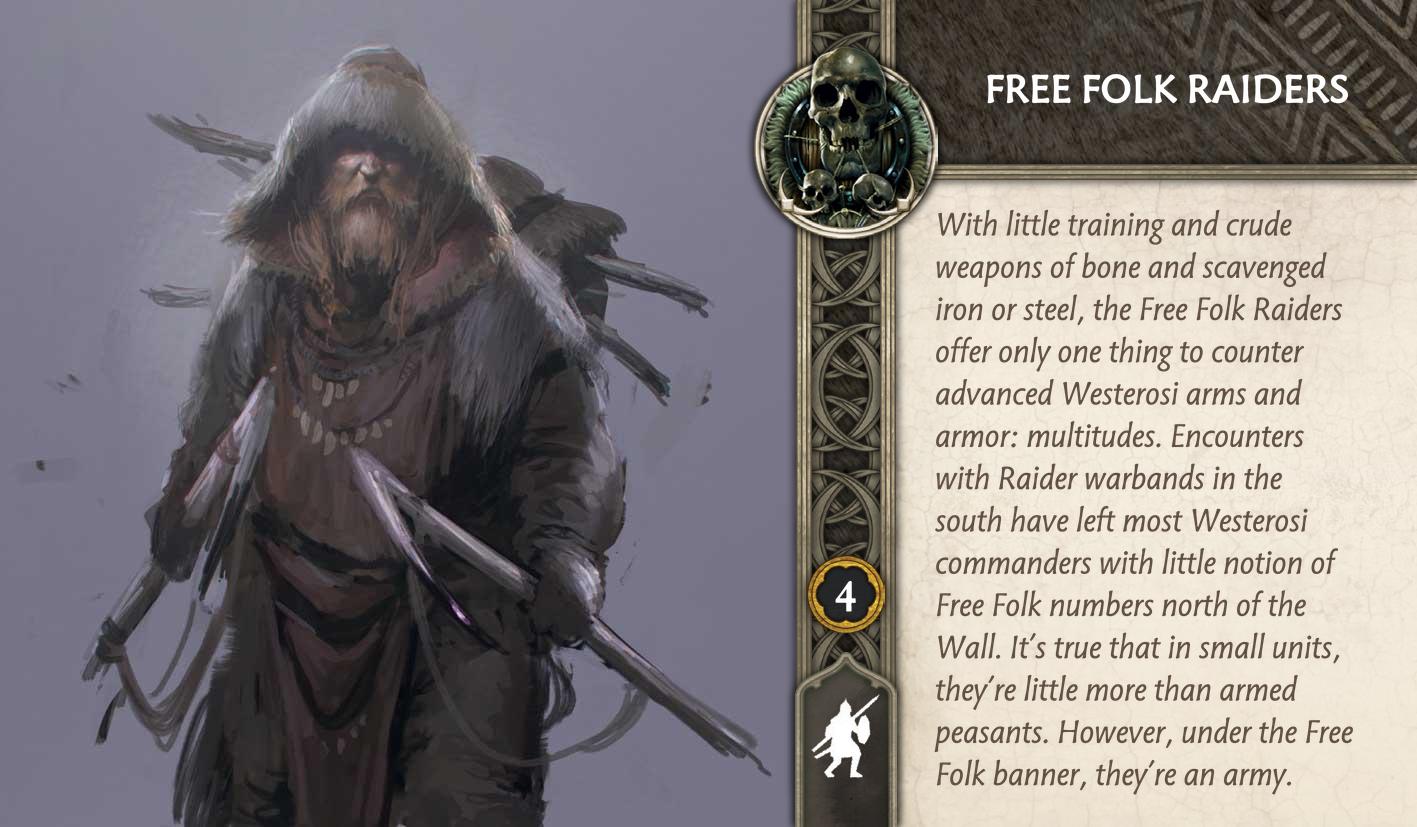 FREE FOLK RAIDERS
With little training and crude
weapons of bone and scavenged
iron or steel, the Free Folk Raiders
offer only one thing to counter
advanced Westerosi arms and
armor: multitudes. Encounters
with Raider warbands in the
south have left most Westerosi
commanders with little notion of
Free Folk numbers north of the
Wall. It’s true that in small units,
they’re little more than armed
peasants. However, under the Free
Folk banner, they’re an army.
4